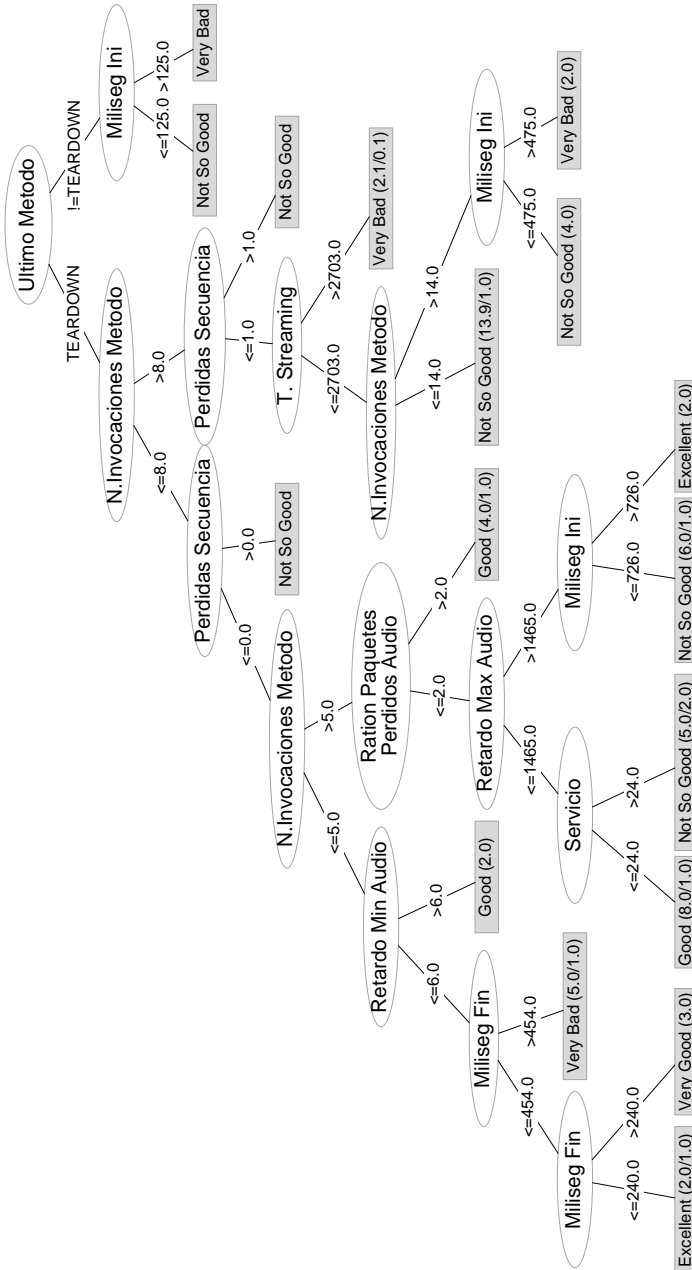 Ultimo Metodo
TEARDOWN
!=TEARDOWN
N.Invocaciones Metodo
Miliseg Ini
<=8.0
>8.0
<=125.0
>125.0
Perdidas Secuencia
Perdidas Secuencia
Not So Good
Very Bad
<=0.0
>0.0
<=1.0
>1.0
N.Invocaciones Metodo
Not So Good
T. Streaming
Not So Good
<=5.0
>5.0
<=2703.0
>2703.0
Retardo Min Audio
Ration Paquetes
Perdidos Audio
N.Invocaciones Metodo
Very Bad (2.1/0.1)
<=6.0
>6.0
<=2.0
>2.0
<=14.0
>14.0
Miliseg Fin
Good (2.0)
Retardo Max Audio
Good (4.0/1.0)
Not So Good (13.9/1.0)
Miliseg Ini
<=454.0
>454.0
<=1465.0
>1465.0
<=475.0
>475.0
Miliseg Fin
Very Bad (5.0/1.0)
Servicio
Miliseg Ini
Not So Good (4.0)
Very Bad (2.0)
<=240.0
>240.0
<=24.0
>24.0
<=726.0
>726.0
Excellent (2.0/1.0)
Very Good (3.0)
Good (8.0/1.0)
Not So Good (5.0/2.0)
Not So Good (6.0/1.0)
Excellent (2.0)